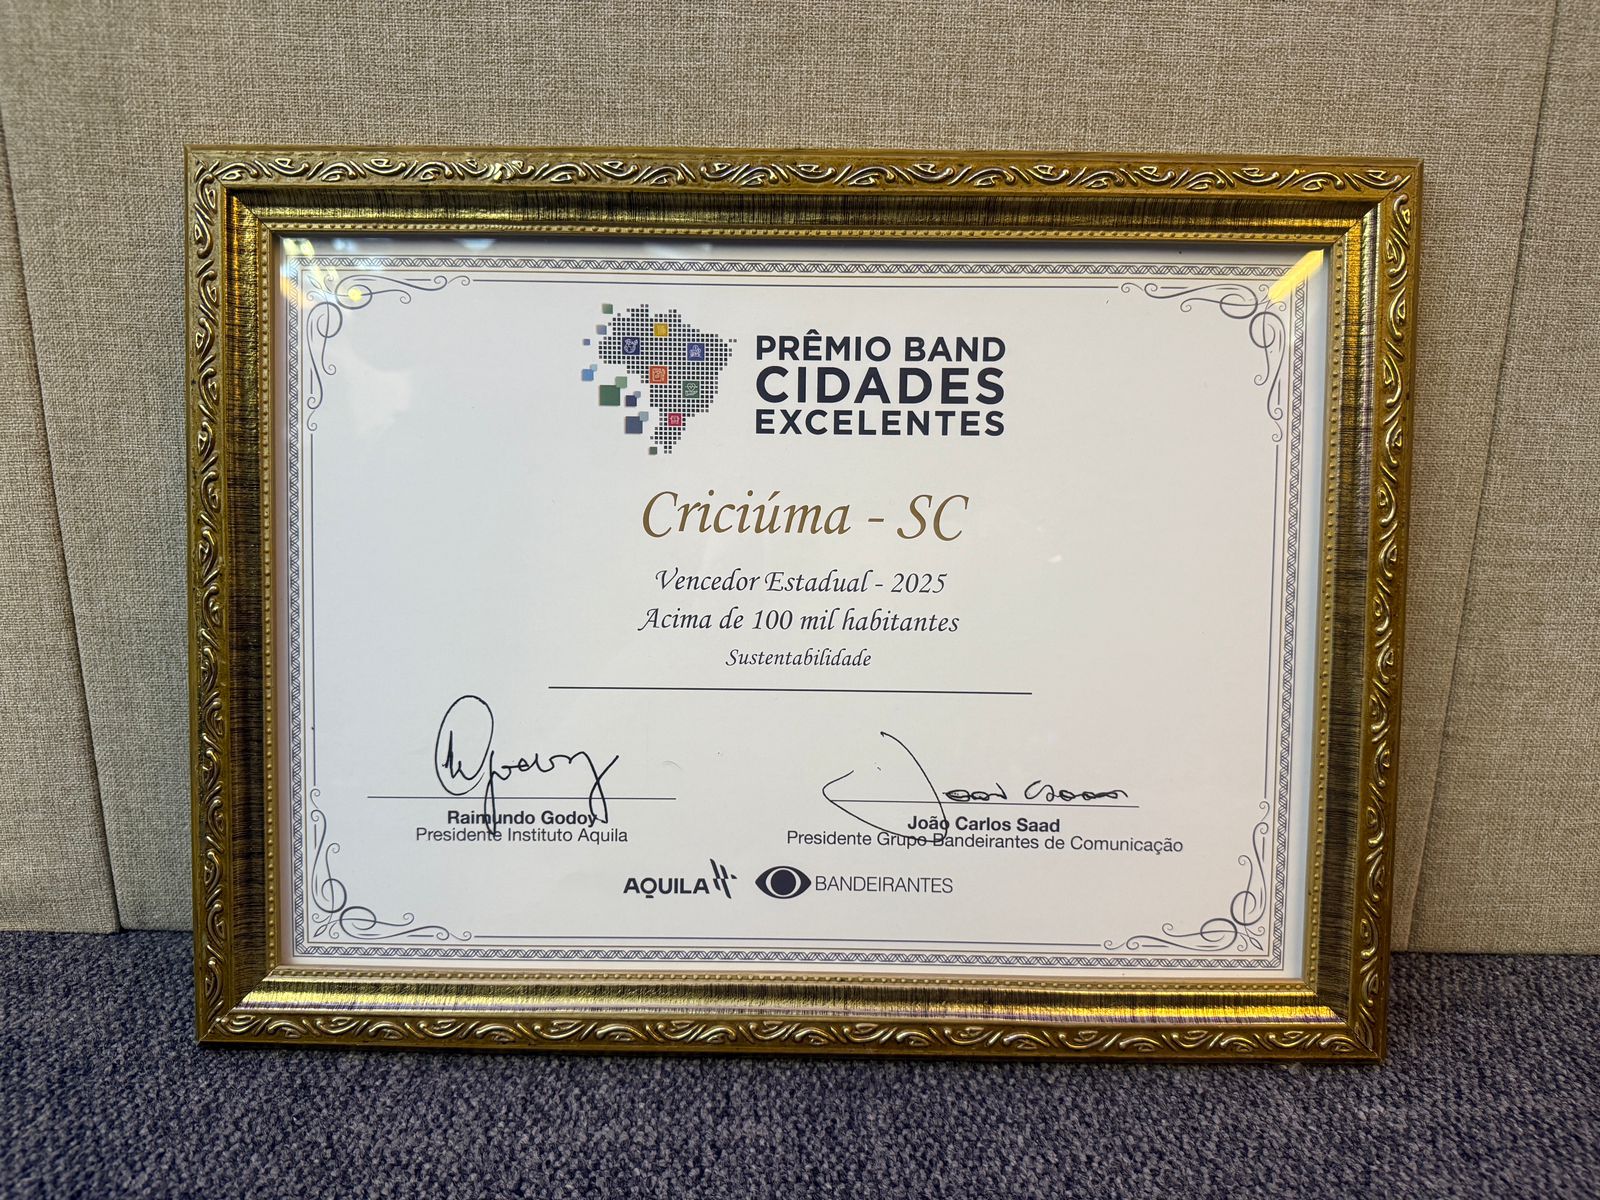 PRÊMIO BAND
CIDADES
EXCELENTES
Criciúma - SC
Vencedor Estadual - 2025
Acima de 100 mil habitantes
Sustentabilidade
Raimundo Godoy
Presidente Instituto Aquila
João Carlos Saad
Presidente Grupo Bandeirantes de Comunicação
AQUILA
BANDEIRANTES